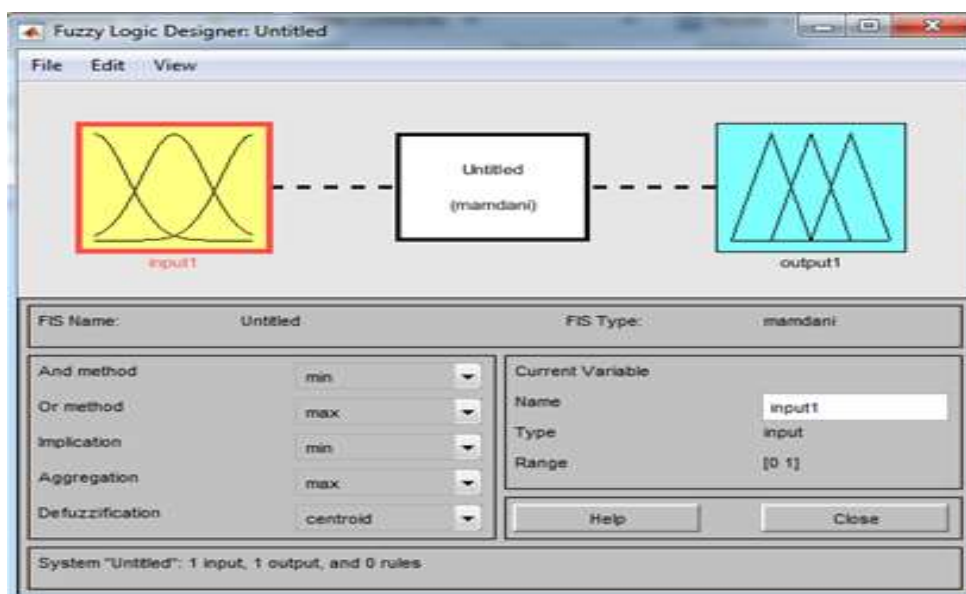 Fuzzy Logic Designer: Untitled
File Edit View
Untitled
(mamdani)
input1
output1
FIS Name: Untitled FIS Type: mamdani
And method min
Or method max
Implication min
Aggregation max
Defuzzification centroid
Current Variable
Name input1
Type input
Range [0 1]
Help Close
System "Untitled": 1 input, 1 output, and 0 rules